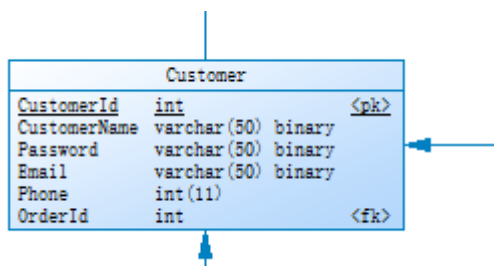 Customer
CustomerId int <pk>
CustomerName varchar(50) binary
Password varchar(50) binary
Email varchar(50) binary
Phone int(11)
OrderId int <fk>